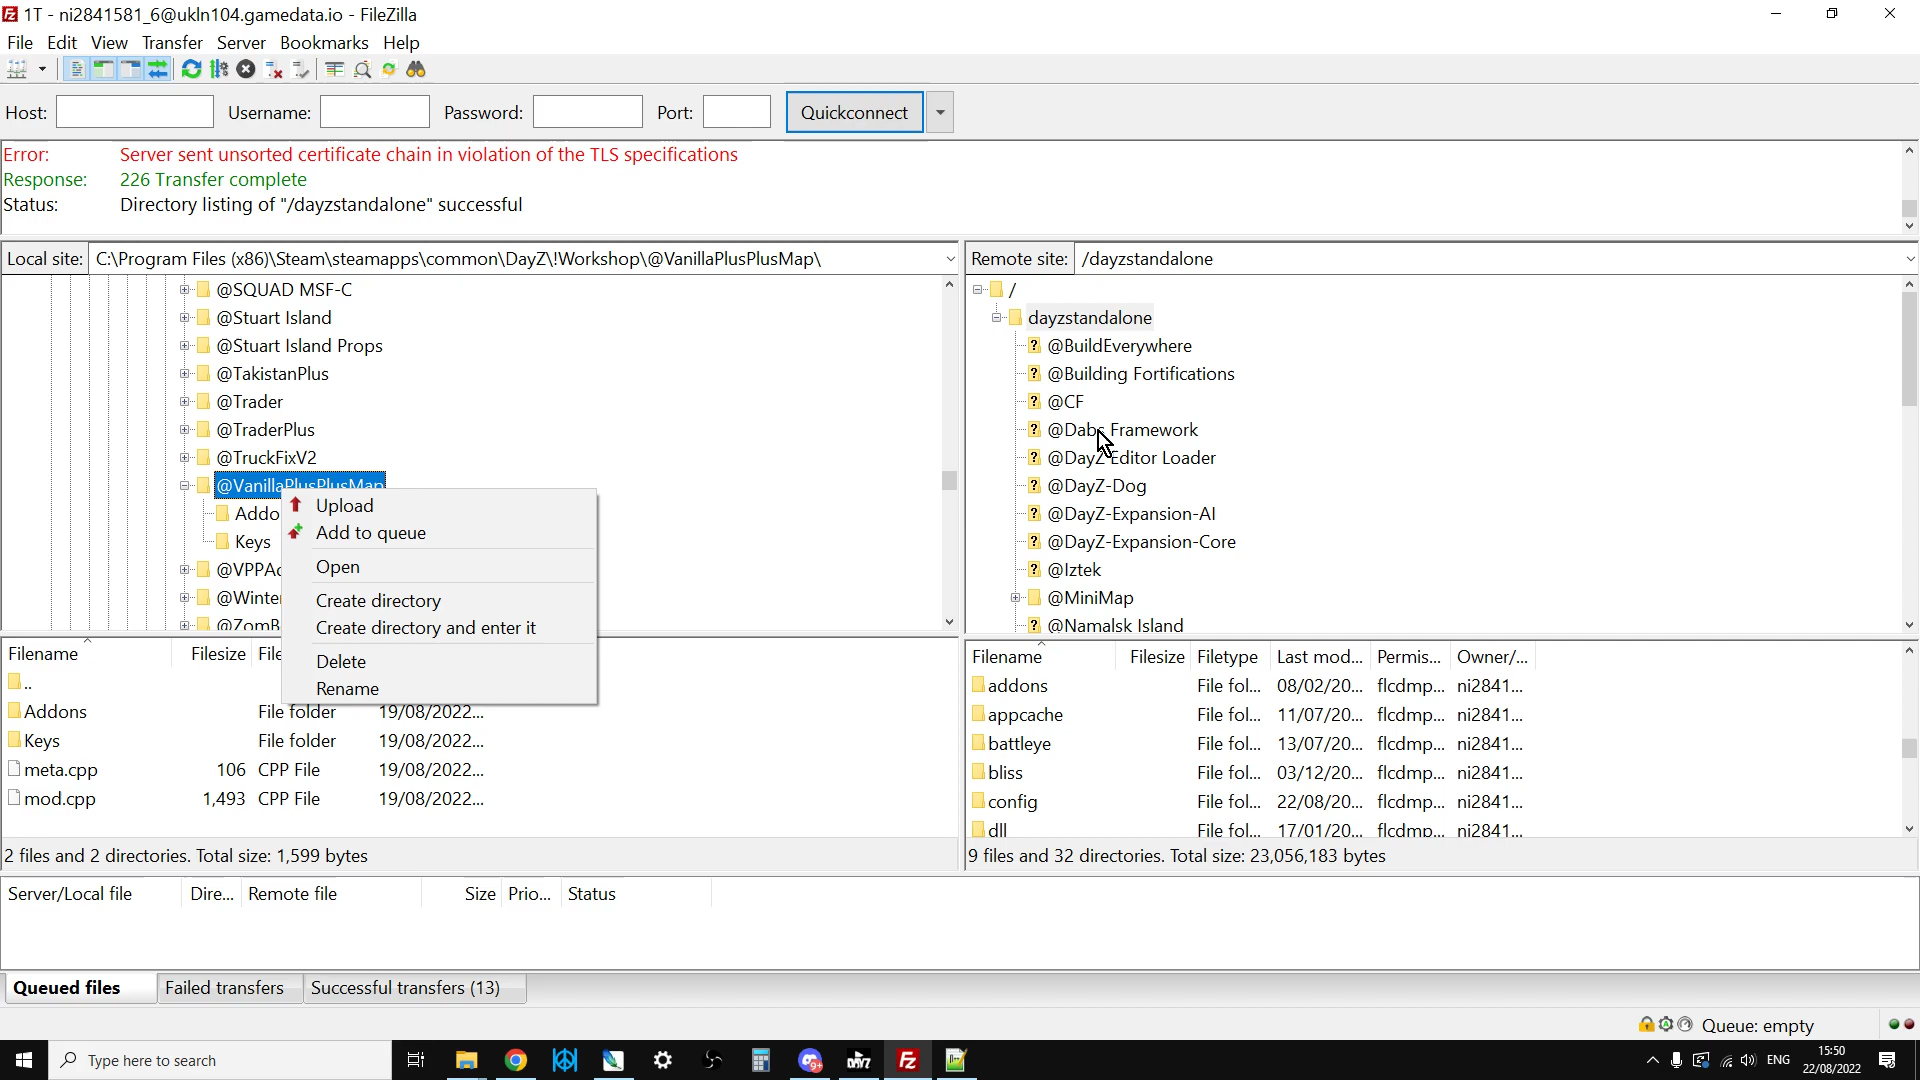 1T - ni2841581_6@ukln104.gamedata.io - FileZilla
File Edit View Transfer Server Bookmarks Help
Host: Username: Password: Port: Quickconnect
Error: Server sent unsorted certificate chain in violation of the TLS specifications
Response: 226 Transfer complete
Status: Directory listing of "/dayzstandalone" successful
Local site: C:\Program Files (x86)\Steam\steamapps\common\DayZ\!Workshop\@VanillaPlusPlusMap\
@SQUAD MSF-C
@Stuart Island
@Stuart Island Props
@TakistanPlus
@Trader
@TraderPlus
@TruckFixV2
@VanillaPlusPlusMap
Addo
Keys
@VPPAd
@Winte
@ZomB
Upload
Add to queue
Open
Create directory
Create directory and enter it
Delete
Rename
Remote site: /dayzstandalone
/
dayzstandalone
@BuildEverywhere
@Building Fortifications
@CF
@Dabs Framework
@DayZ Editor Loader
@DayZ-Dog
@DayZ-Expansion-AI
@DayZ-Expansion-Core
@Iztek
@MiniMap
@Namalsk Island
Filename Filesize File
..
Addons File folder 19/08/2022...
Keys File folder 19/08/2022...
meta.cpp 106 CPP File 19/08/2022...
mod.cpp 1,493 CPP File 19/08/2022...
2 files and 2 directories. Total size: 1,599 bytes
Filename Filesize Filetype Last mod... Permis... Owner/...
addons File fol... 08/02/20... flcdmp... ni2841...
appcache File fol... 11/07/20... flcdmp... ni2841...
battleye File fol... 13/07/20... flcdmp... ni2841...
bliss File fol... 03/12/20... flcdmp... ni2841...
config File fol... 22/08/20... flcdmp... ni2841...
dll File fol... 17/01/20... flcdmp... ni2841...
9 files and 32 directories. Total size: 23,056,183 bytes
Server/Local file Dire... Remote file Size Prio... Status
Queued files Failed transfers Successful transfers (13)
Queue: empty
Type here to search
DAYZ
ENG
15:50
22/08/2022